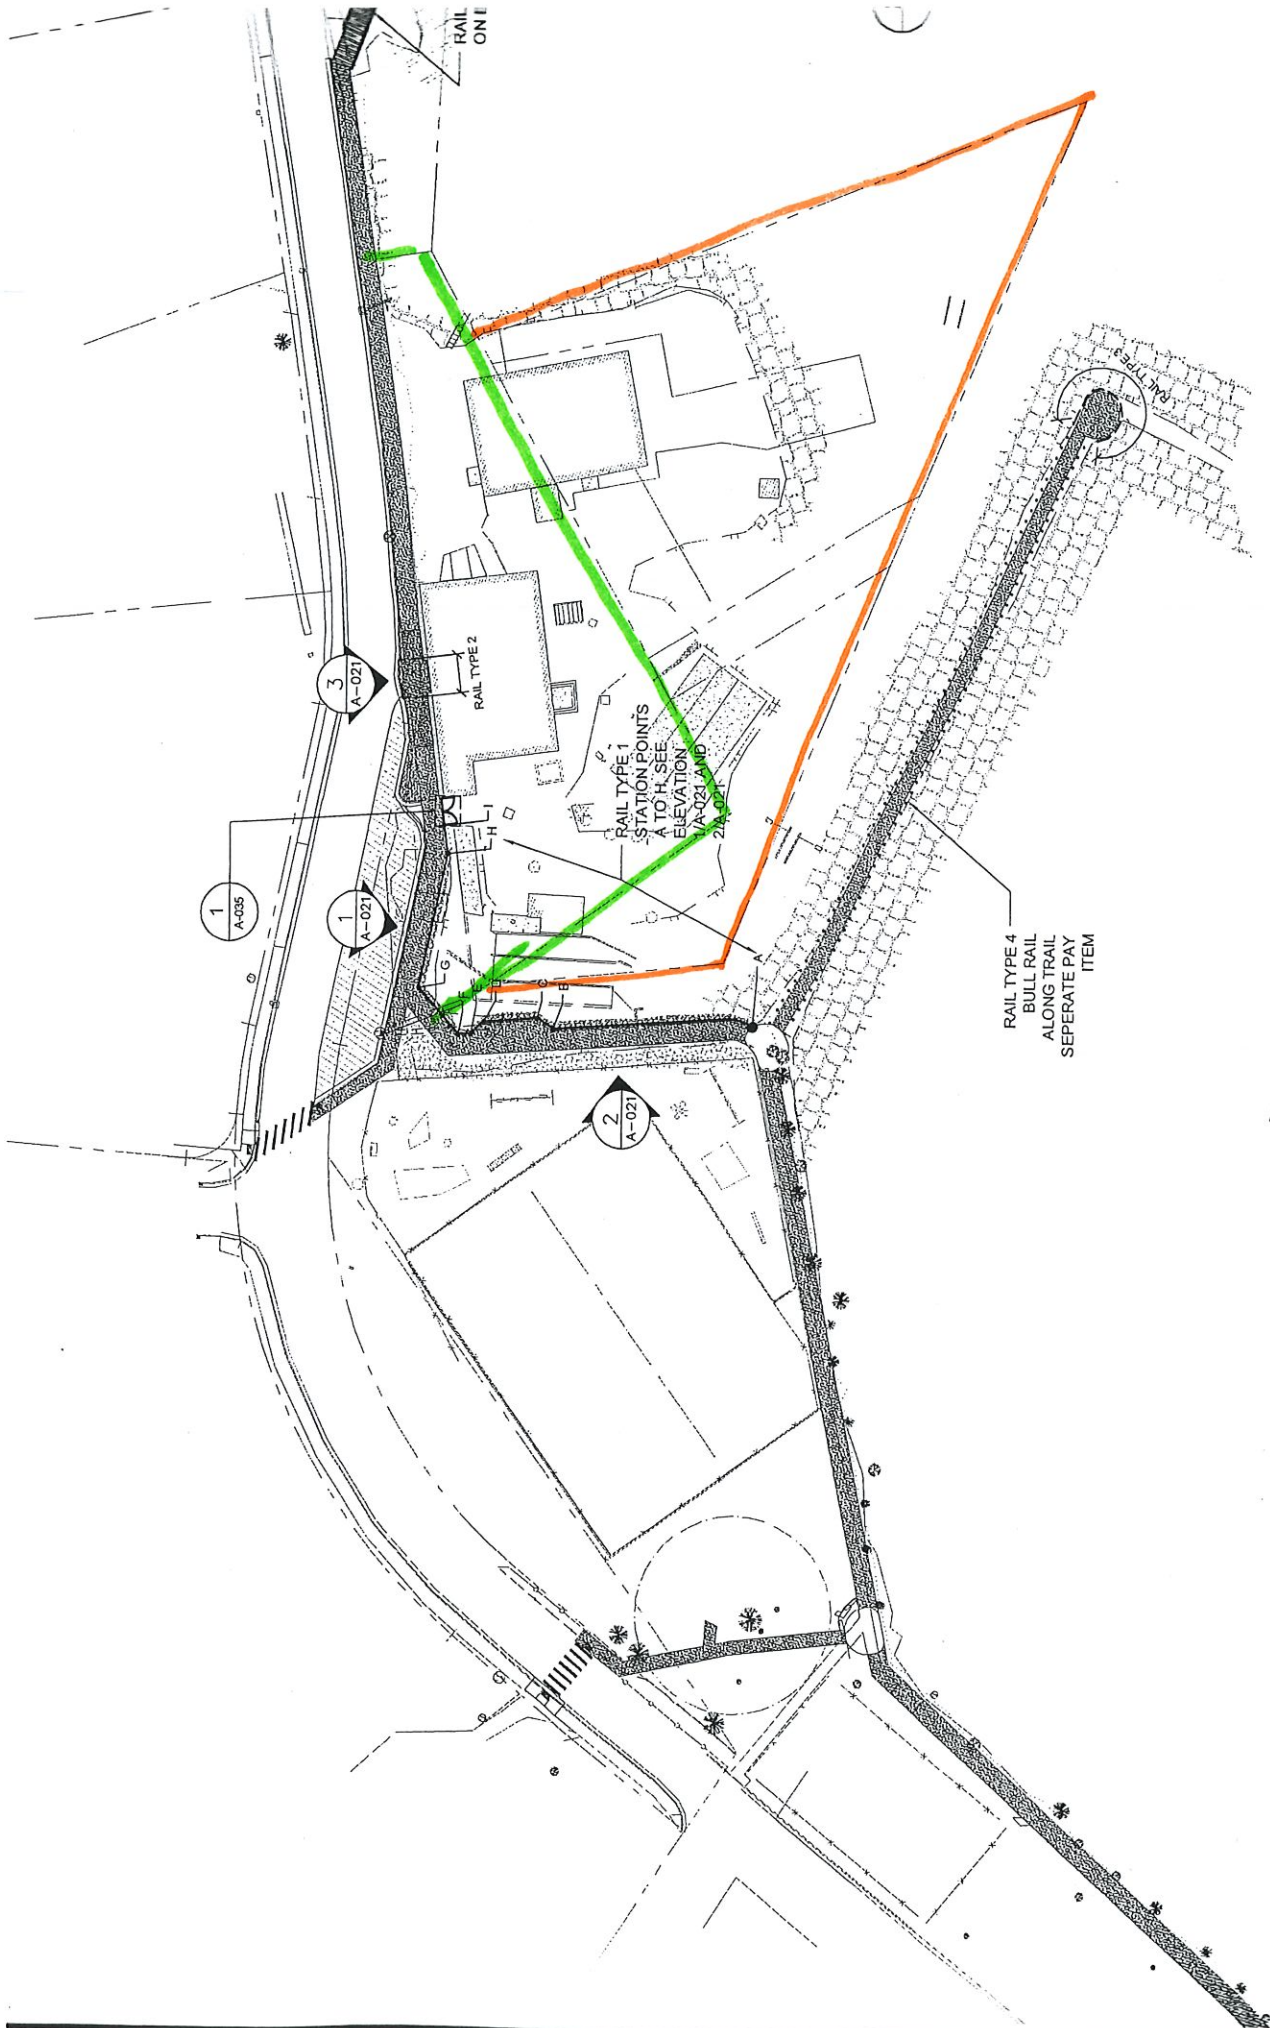 RAIL
ON E
3
A-021
RAIL TYPE 2
1
A-035
1
A-021
RAIL TYPE 1
STATION POINTS
A TO H. SEE
ELEVATION
1/A-021 AND
2/A-021
I
H
G
F
E
D
C
B
A
2
A-021
RAIL TYPE 3
RAIL TYPE 4
BULL RAIL
ALONG TRAIL
SEPERATE PAY
ITEM